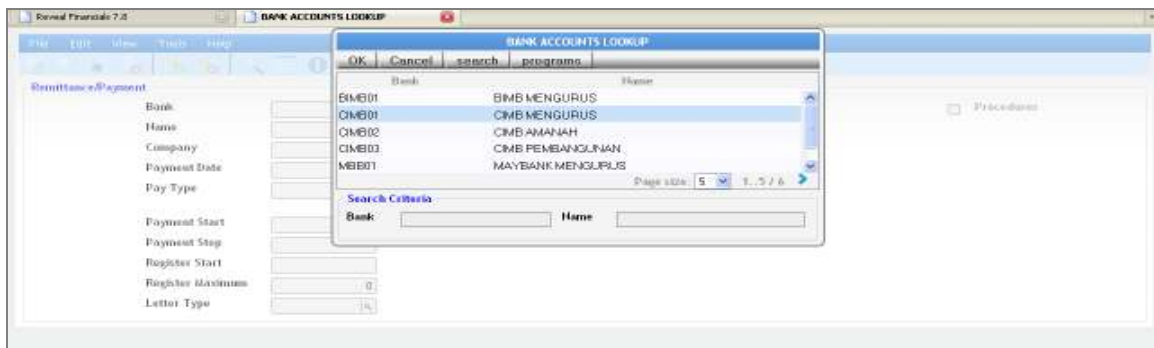 Reveal Financials 7.8 BANK ACCOUNTS LOOKUP
File Edit View Tools Help
BANK ACCOUNTS LOOKUP
OK Cancel search programs
Bank Name
BIMB01 BIMB MENGURUS
CIMB01 CIMB MENGURUS
CIMB02 CIMB AMANAH
CIMB03 CIMB PEMBANGUNAN
MBB01 MAYBANK MENGURUS
Page size 5 1..5 / 6
Search Criteria
Bank Name
Remittance/Payment
Bank
Procedures
Name
Company
Payment Date
Pay Type
Payment Start
Payment Stop
Register Start
Register Maximum 0
Letter Type